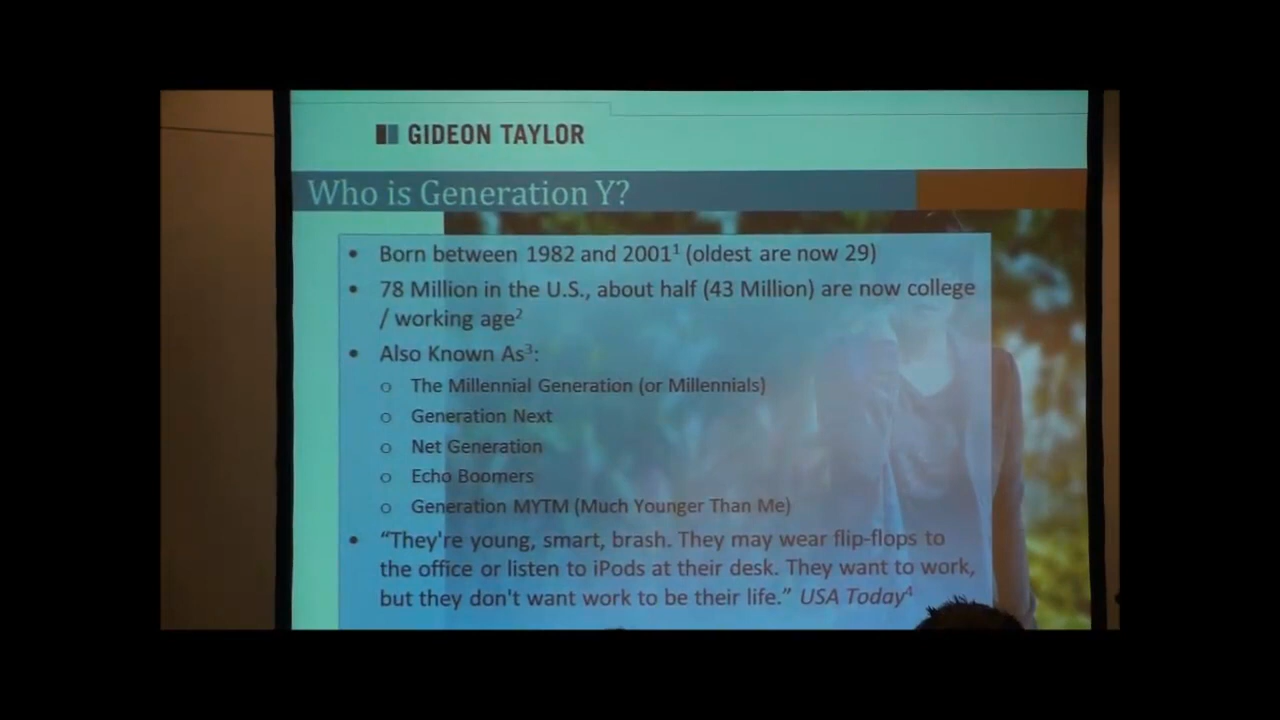 GIDEON TAYLOR
Who is Generation Y?
• Born between 1982 and 2001¹ (oldest are now 29)
• 78 Million in the U.S., about half (43 Million) are now college
/ working age²
• Also Known As³:
o The Millennial Generation (or Millennials)
o Generation Next
o Net Generation
o Echo Boomers
o Generation MYTM (Much Younger Than Me)
• “They're young, smart, brash. They may wear flip-flops to
the office or listen to iPods at their desk. They want to work,
but they don't want work to be their life.” USA Today⁴